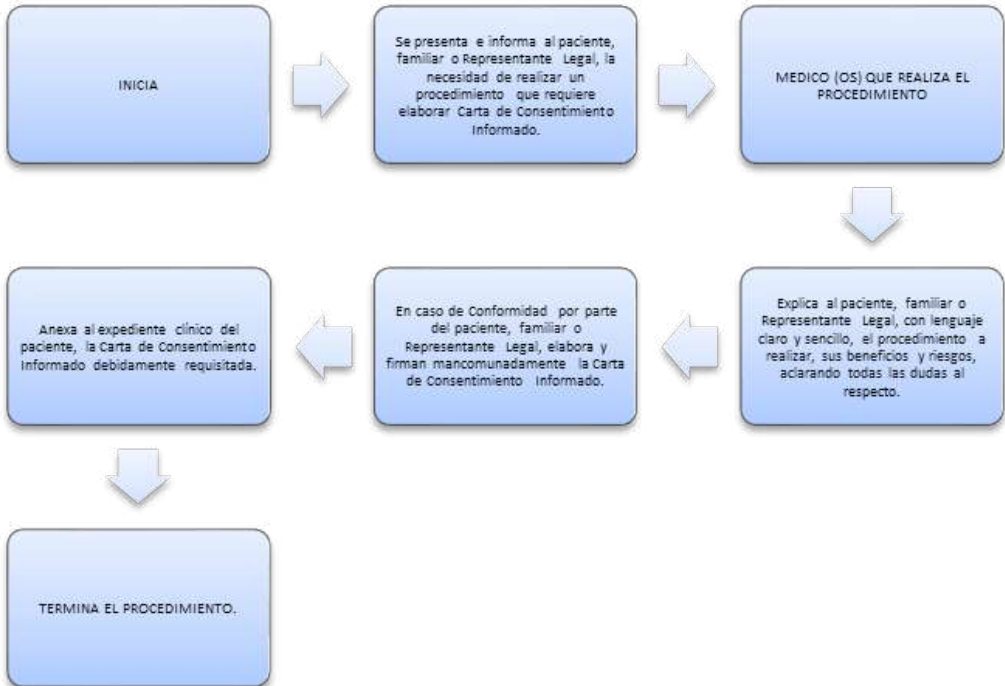 INICIA
Se presenta e informa al paciente,
familiar o Representante Legal, la
necesidad de realizar un
procedimiento que requiere
elaborar Carta de Consentimiento
Informado.
MEDICO (OS) QUE REALIZA EL
PROCEDIMIENTO
Explica al paciente, familiar o
Representante Legal, con lenguaje
claro y sencillo, el procedimiento a
realizar, sus beneficios y riesgos,
aclarando todas las dudas al
respecto.
En caso de Conformidad por parte
del paciente, familiar o
Representante Legal, elabora y
firman mancomunadamente la Carta
de Consentimiento Informado.
Anexa al expediente clínico del
paciente, la Carta de Consentimiento
Informado debidamente requisitada.
TERMINA EL PROCEDIMIENTO.